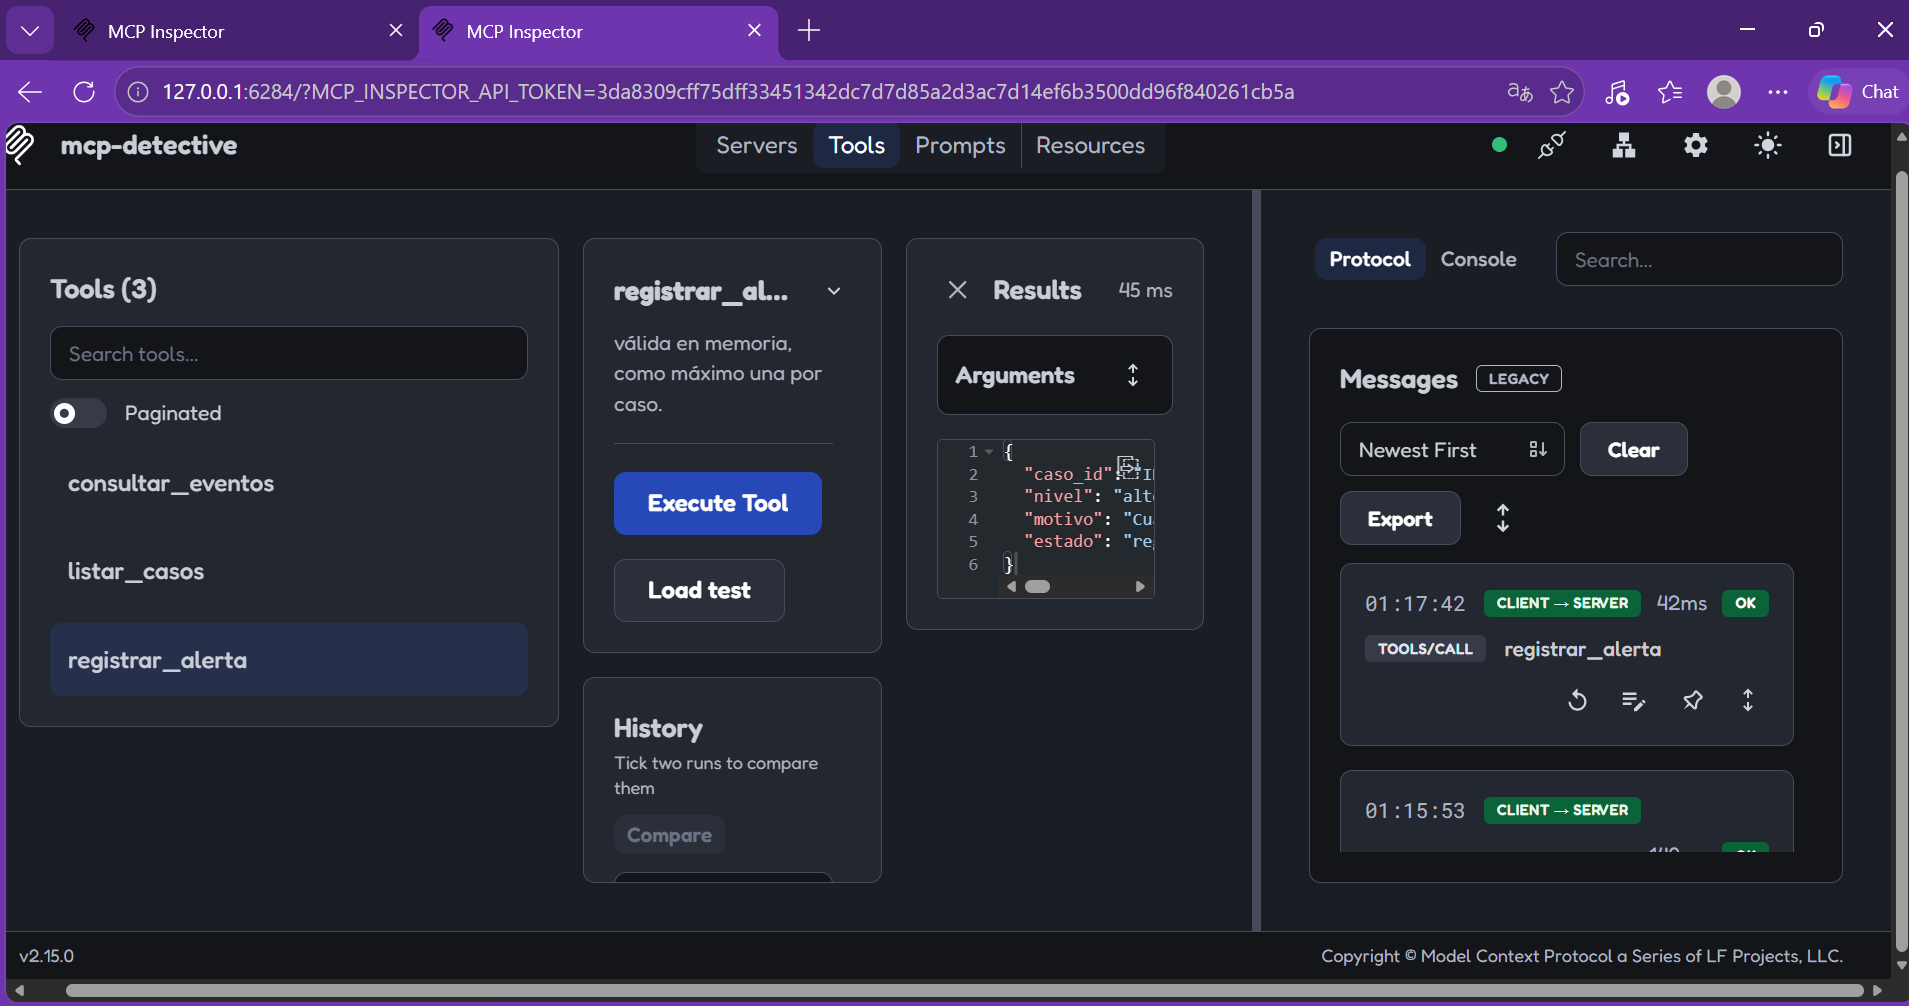 MCP Inspector
MCP Inspector
127.0.0.1:6284/?MCP_INSPECTOR_API_TOKEN=3da8309cff75dff33451342dc7d7d85a2d3ac7d14ef6b3500dd96f840261cb5a
Chat
mcp-detective
Servers
Tools
Prompts
Resources
Tools (3)
Search tools...
Paginated
consultar_eventos
listar_casos
registrar_alerta
registrar_al...
válida en memoria,
como máximo una por
caso.
Execute Tool
Load test
History
Tick two runs to compare
them
Compare
Results
45 ms
Arguments
1 {
2 "caso_id":
3 "nivel": "alt
4 "motivo": "Cu
5 "estado": "re
6 }
Protocol
Console
Search...
Messages
LEGACY
Newest First
Clear
Export
01:17:42 CLIENT → SERVER 42ms OK
TOOLS/CALL registrar_alerta
01:15:53 CLIENT → SERVER
v2.15.0
Copyright © Model Context Protocol a Series of LF Projects, LLC.